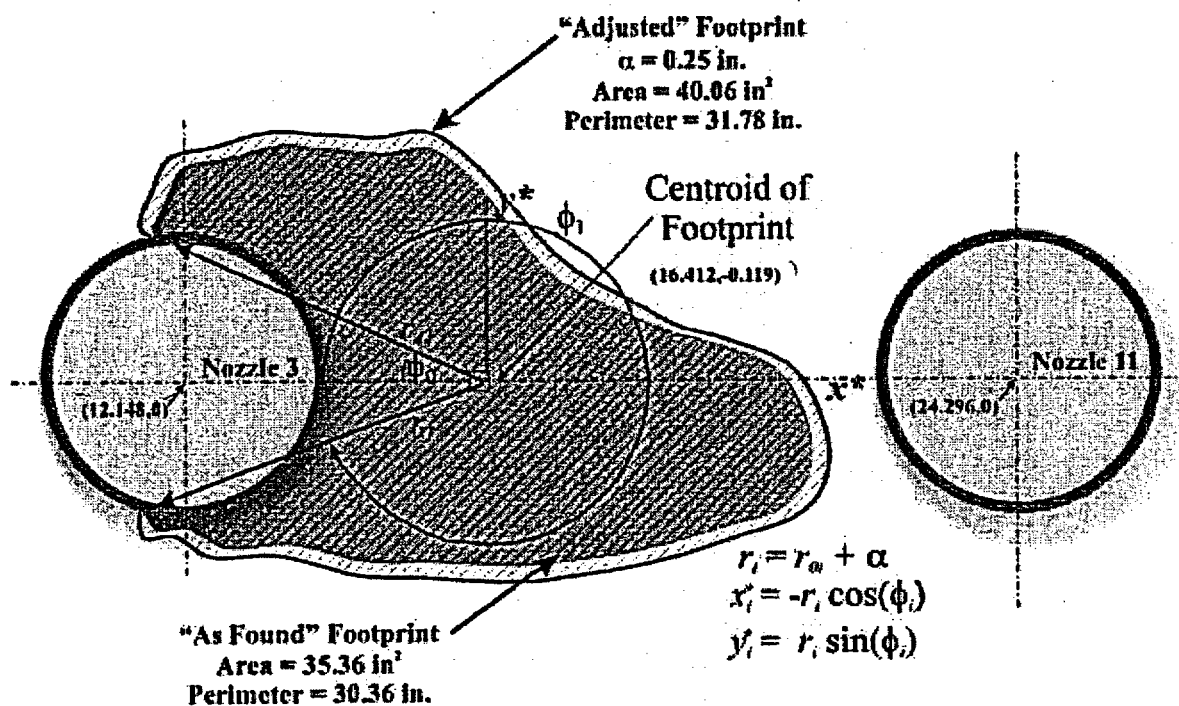 "Adjusted" Footprint
α = 0.25 in.
Area = 40.06 in²
Perimeter = 31.78 in.
Centroid of
Footprint
(16.412,-0.119)
ϕ₁
Nozzle 3
(12.148,0)
x*
Nozzle 11
(24.296,0)
rᵢ = r₀ᵢ + α
xᵢ* = -rᵢ cos(ϕᵢ)
yᵢ* = rᵢ sin(ϕᵢ)
"As Found" Footprint
Area = 35.36 in²
Perimeter = 30.36 in.